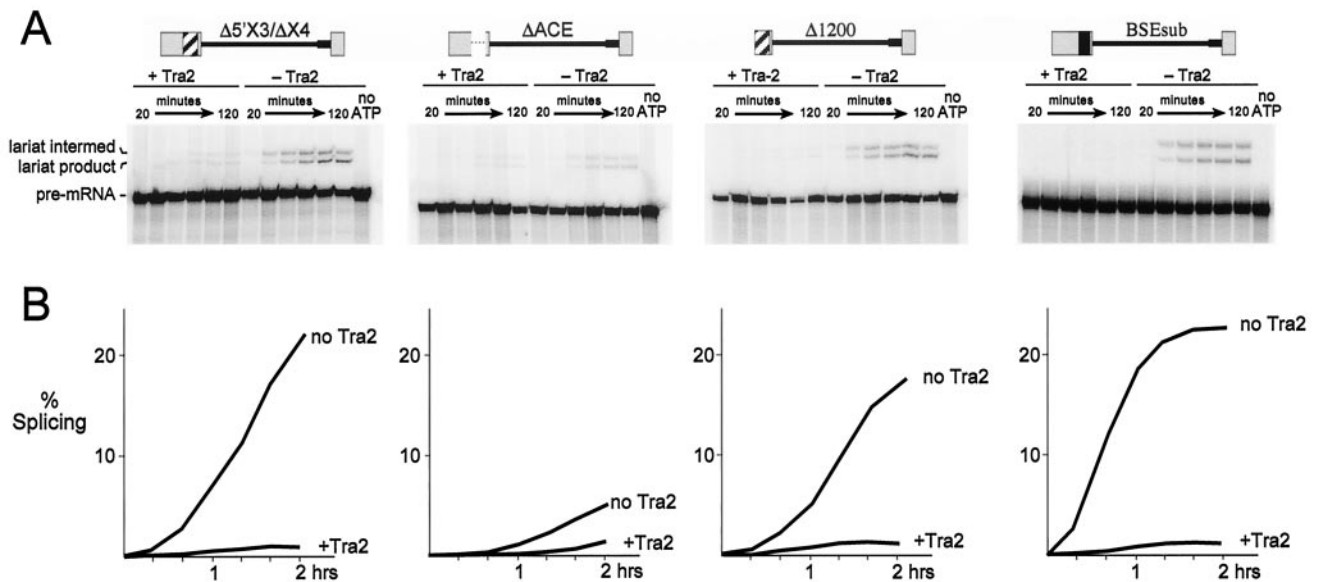 A
Δ5'X3/ΔX4
ΔACE
Δ1200
BSEsub
+ Tra2 – Tra2
+ Tra2 – Tra2
+ Tra-2 – Tra2
+ Tra2 – Tra2
20 minutes 120 20 minutes 120 no ATP
20 minutes 120 20 minutes 120 no ATP
20 minutes 120 20 minutes 120 no ATP
20 minutes 120 20 minutes 120 no ATP
lariat intermed
lariat product
pre-mRNA
B
% Splicing
20
10
no Tra2
+Tra2
1 2 hrs
20
10
no Tra2
+Tra2
1 2 hrs
20
10
no Tra2
+Tra2
1 2 hrs
20
10
no Tra2
+Tra2
1 2 hrs